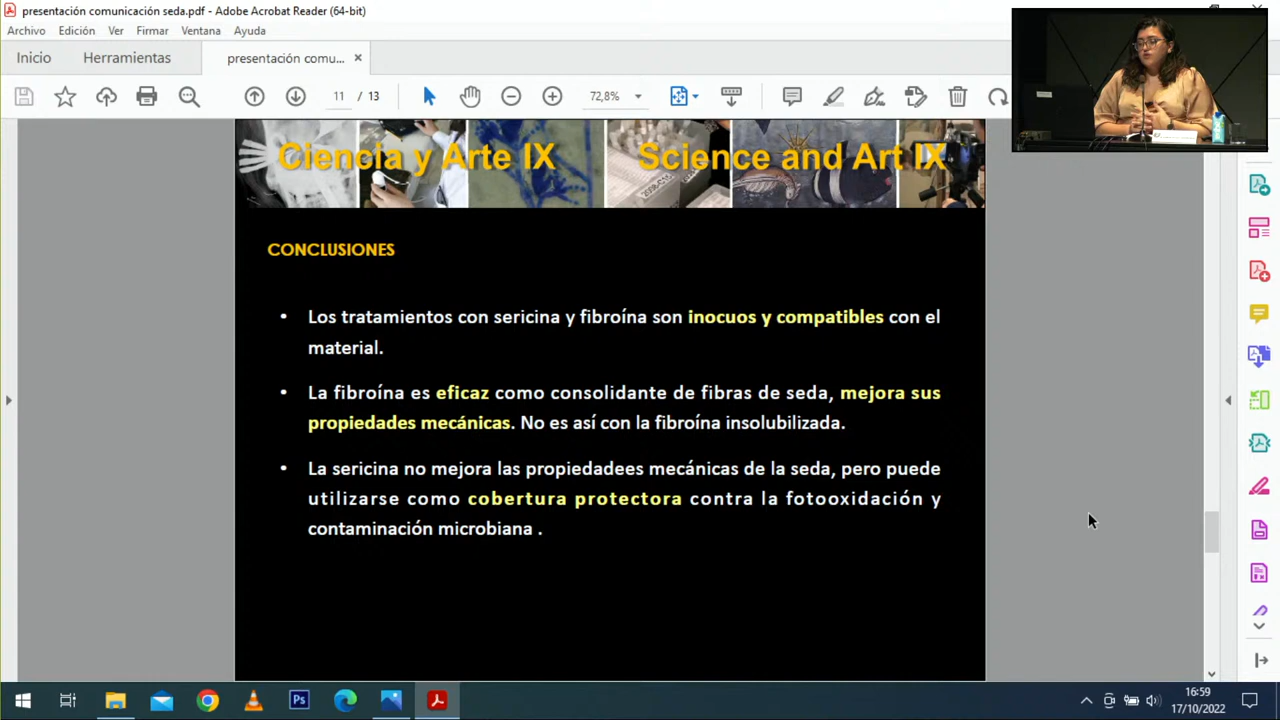 presentación comunicación seda.pdf - Adobe Acrobat Reader (64-bit)
Archivo Edición Ver Firmar Ventana Ayuda
Inicio Herramientas presentación comu...
11 / 13 72,8%
Ciencia y Arte IX Science and Art IX
CONCLUSIONES
• Los tratamientos con sericina y fibroína son inocuos y compatibles con el
material.
• La fibroína es eficaz como consolidante de fibras de seda, mejora sus
propiedades mecánicas. No es así con la fibroína insolubilizada.
• La sericina no mejora las propiedadees mecánicas de la seda, pero puede
utilizarse como cobertura protectora contra la fotooxidación y
contaminación microbiana .
Ps
16:59
17/10/2022